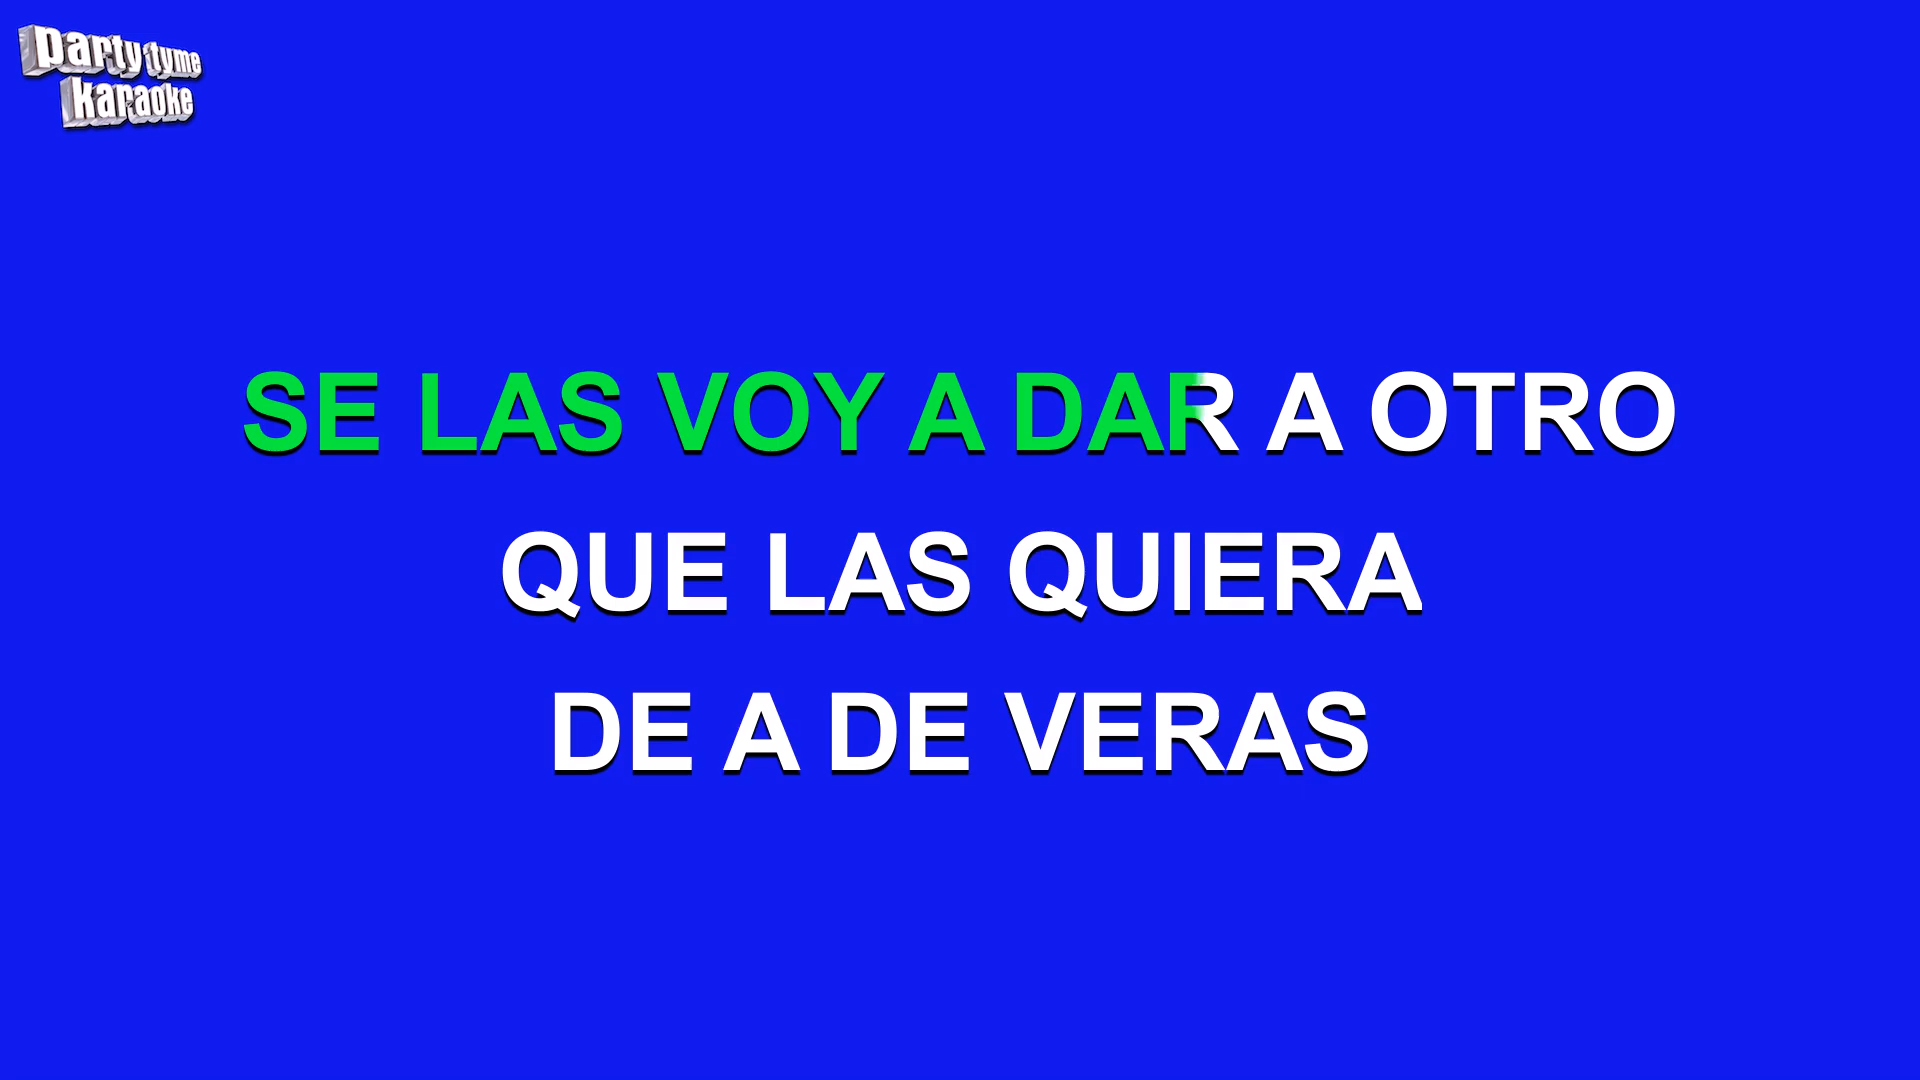 party tyme
karaoke
SE LAS VOY A DAR A OTRO
QUE LAS QUIERA
DE A DE VERAS